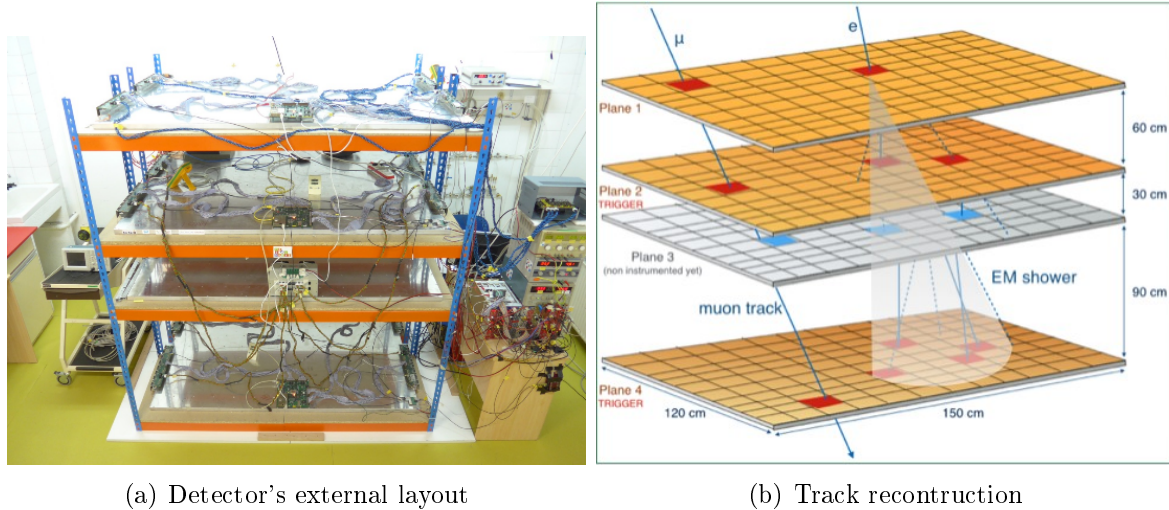 μ
e
Plane 1
60 cm
Plane 2
TRIGGER
30 cm
Plane 3
(non instrumented yet)
EM shower
90 cm
muon track
Plane 4
TRIGGER
120 cm
150 cm
(a) Detector's external layout
(b) Track recontruction